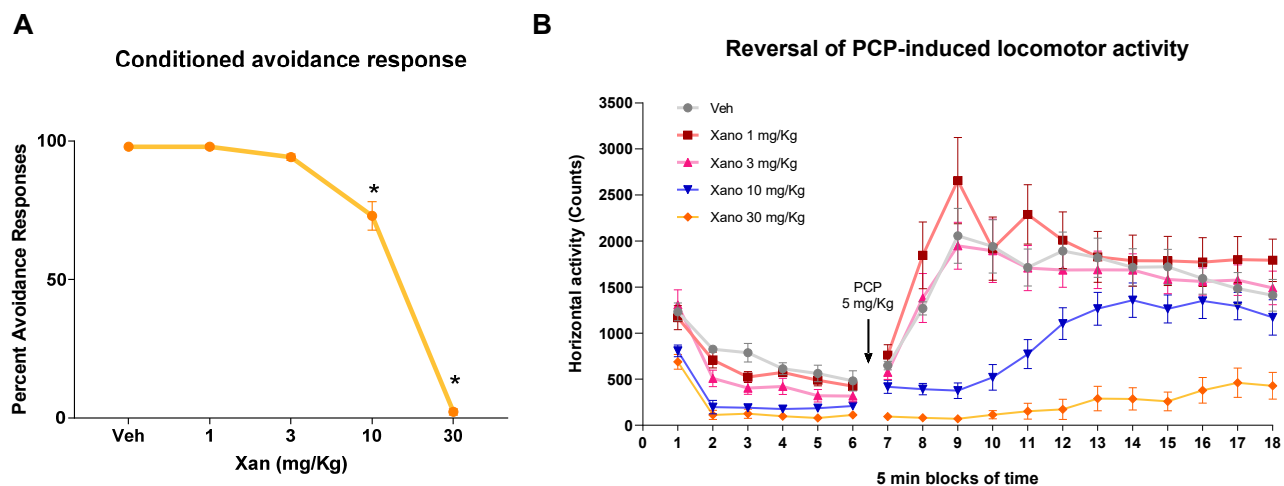 A
Conditioned avoidance response
Percent Avoidance Responses
100
50
0
*
*
Veh 1 3 10 30
Xan (mg/Kg)
B
Reversal of PCP-induced locomotor activity
Horizontal activity (Counts)
3500
3000
2500
2000
1500
1000
500
0
Veh
Xano 1 mg/Kg
Xano 3 mg/Kg
Xano 10 mg/Kg
Xano 30 mg/Kg
PCP
5 mg/Kg
0 1 2 3 4 5 6 7 8 9 10 11 12 13 14 15 16 17 18
5 min blocks of time